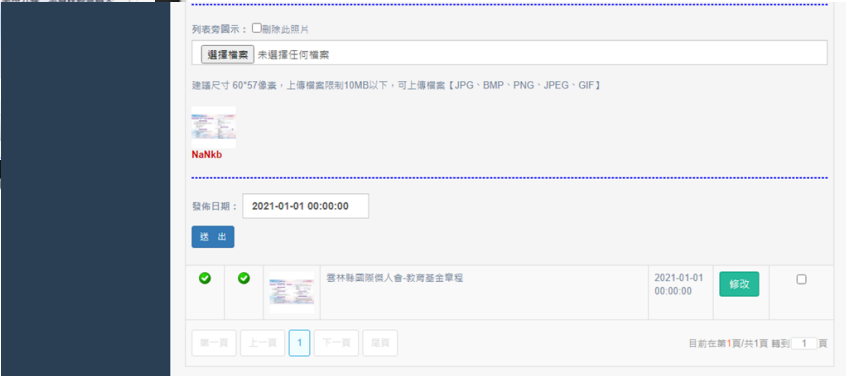 列表旁圖示： 刪除此照片
選擇檔案 未選擇任何檔案
建議尺寸 60*57像素，上傳檔案限制10MB以下，可上傳檔案【JPG、BMP、PNG、JPEG、GIF】
NaNkb
發佈日期： 2021-01-01 00:00:00
送 出
雲林縣國際傑人會-教育基金章程
2021-01-01
00:00:00
修改
第一頁 上一頁 1 下一頁 尾頁
目前在第1頁/共1頁 轉到 1 頁